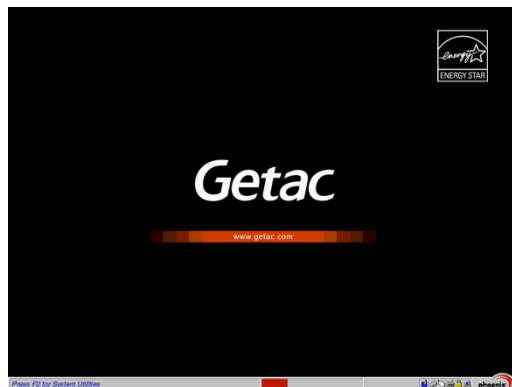 energy
ENERGY STAR
Getac
www.getac.com
Press F2 for System Utilities
phoenix